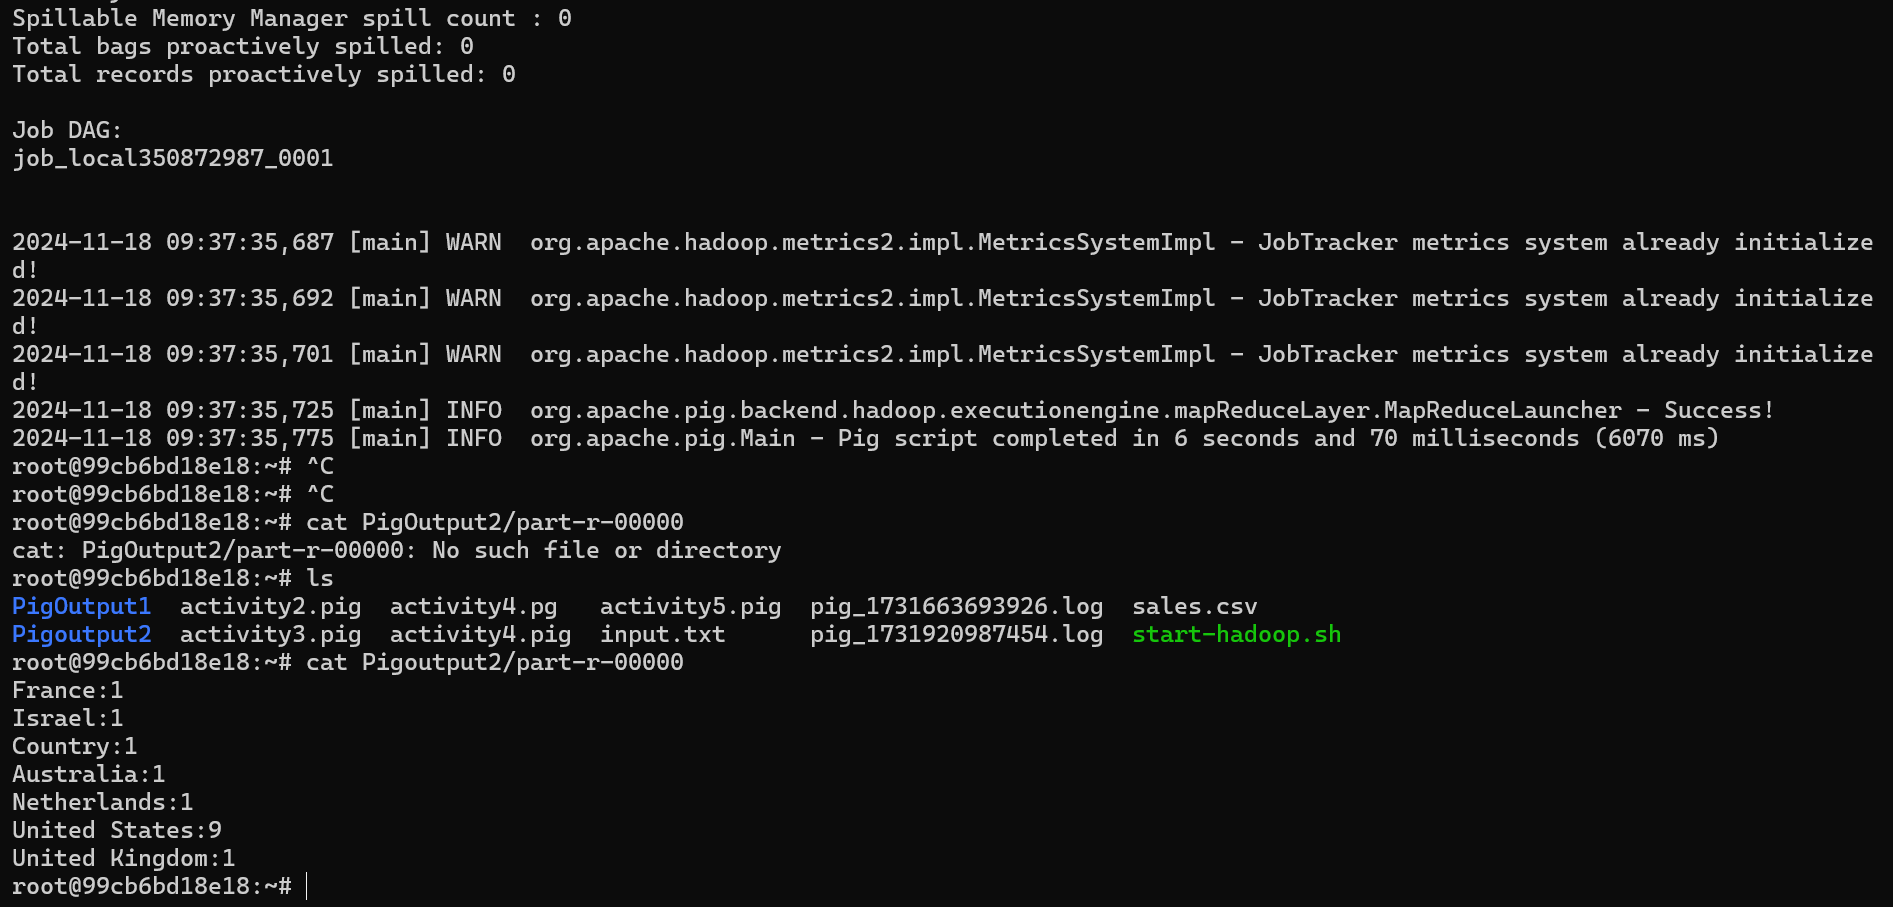 Spillable Memory Manager spill count : 0
Total bags proactively spilled: 0
Total records proactively spilled: 0
Job DAG:
job_local350872987_0001
2024-11-18 09:37:35,687 [main] WARN  org.apache.hadoop.metrics2.impl.MetricsSystemImpl - JobTracker metrics system already initialize
d!
2024-11-18 09:37:35,692 [main] WARN  org.apache.hadoop.metrics2.impl.MetricsSystemImpl - JobTracker metrics system already initialize
d!
2024-11-18 09:37:35,701 [main] WARN  org.apache.hadoop.metrics2.impl.MetricsSystemImpl - JobTracker metrics system already initialize
d!
2024-11-18 09:37:35,725 [main] INFO  org.apache.pig.backend.hadoop.executionengine.mapReduceLayer.MapReduceLauncher - Success!
2024-11-18 09:37:35,775 [main] INFO  org.apache.pig.Main - Pig script completed in 6 seconds and 70 milliseconds (6070 ms)
root@99cb6bd18e18:~# ^C
root@99cb6bd18e18:~# ^C
root@99cb6bd18e18:~# cat PigOutput2/part-r-00000
cat: PigOutput2/part-r-00000: No such file or directory
root@99cb6bd18e18:~# ls
PigOutput1  activity2.pig  activity4.pg   activity5.pig  pig_1731663693926.log  sales.csv
Pigoutput2  activity3.pig  activity4.pig  input.txt      pig_1731920987454.log  start-hadoop.sh
root@99cb6bd18e18:~# cat Pigoutput2/part-r-00000
France:1
Israel:1
Country:1
Australia:1
Netherlands:1
United States:9
United Kingdom:1
root@99cb6bd18e18:~#